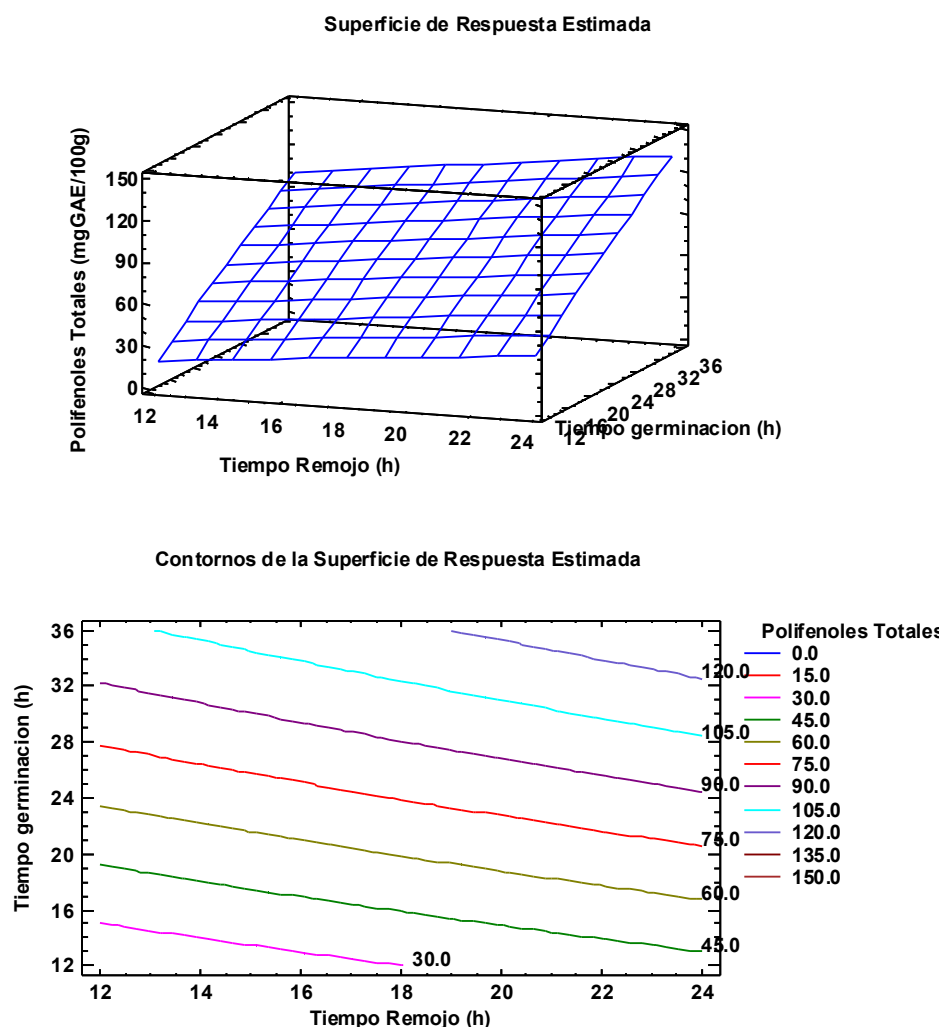 Superficie de Respuesta Estimada
Polifenoles Totales (mgGAE/100g)
150
120
90
60
30
0
12 14 16 18 20 22 24
Tiempo Remojo (h)
12 16 20 24 28 32 36
Tiempo germinacion (h)
Contornos de la Superficie de Respuesta Estimada
Tiempo germinacion (h)
36
32
28
24
20
16
12
120.0
105.0
90.0
75.0
60.0
45.0
30.0
12 14 16 18 20 22 24
Tiempo Remojo (h)
Polifenoles Totales
0.0
15.0
30.0
45.0
60.0
75.0
90.0
105.0
120.0
135.0
150.0